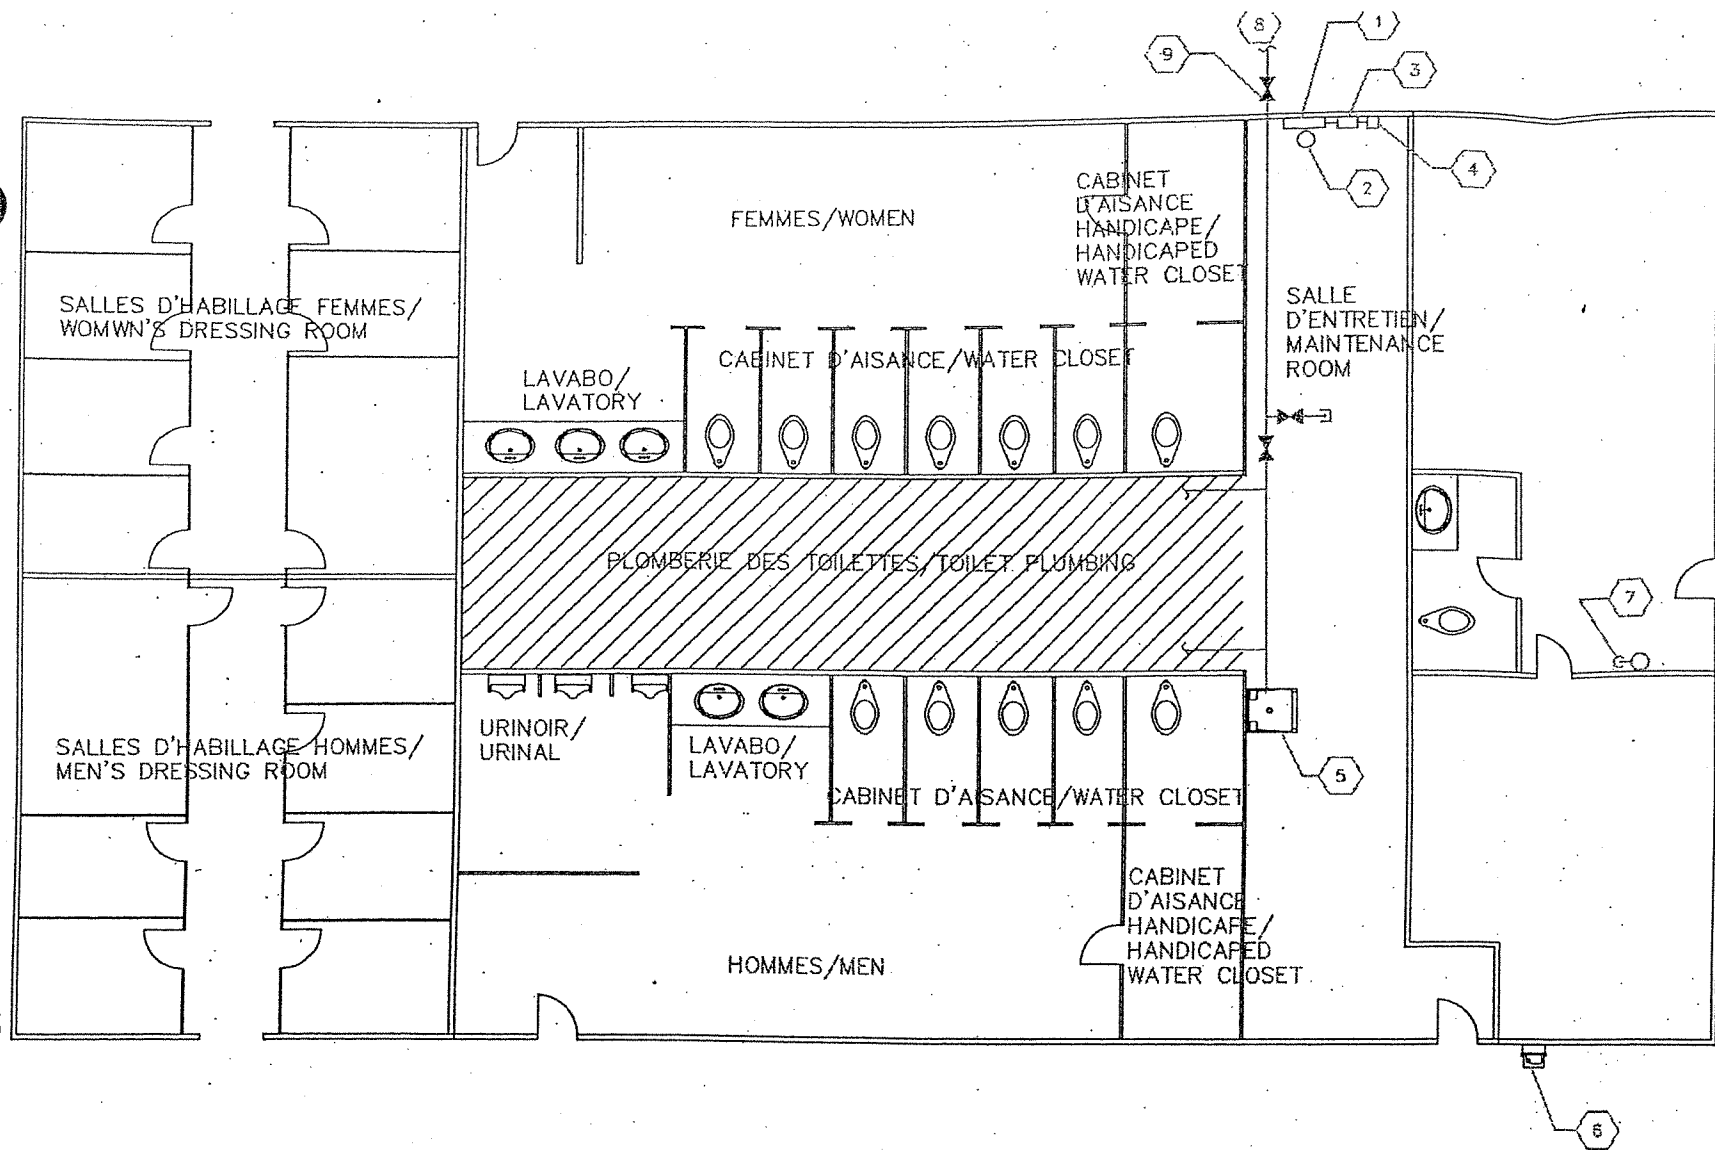 8
1
9
3
4
2
CABINET
D'AISANCE
HANDICAPE/
HANDICAPED
WATER CLOSET
FEMMES/WOMEN
SALLES D'HABILLAGE FEMMES/
WOMWN'S DRESSING ROOM
SALLE
D'ENTRETIEN/
MAINTENANCE
ROOM
CABINET D'AISANCE/WATER CLOSET
LAVABO/
LAVATORY
PLOMBERIE DES TOILETTES/TOILET PLUMBING
7
URINOIR/
URINAL
LAVABO/
LAVATORY
SALLES D'HABILLAGE HOMMES/
MEN'S DRESSING ROOM
5
CABINET D'AISANCE/WATER CLOSET
CABINET
D'AISANCE
HANDICAPE/
HANDICAPED
WATER CLOSET
HOMMES/MEN
6